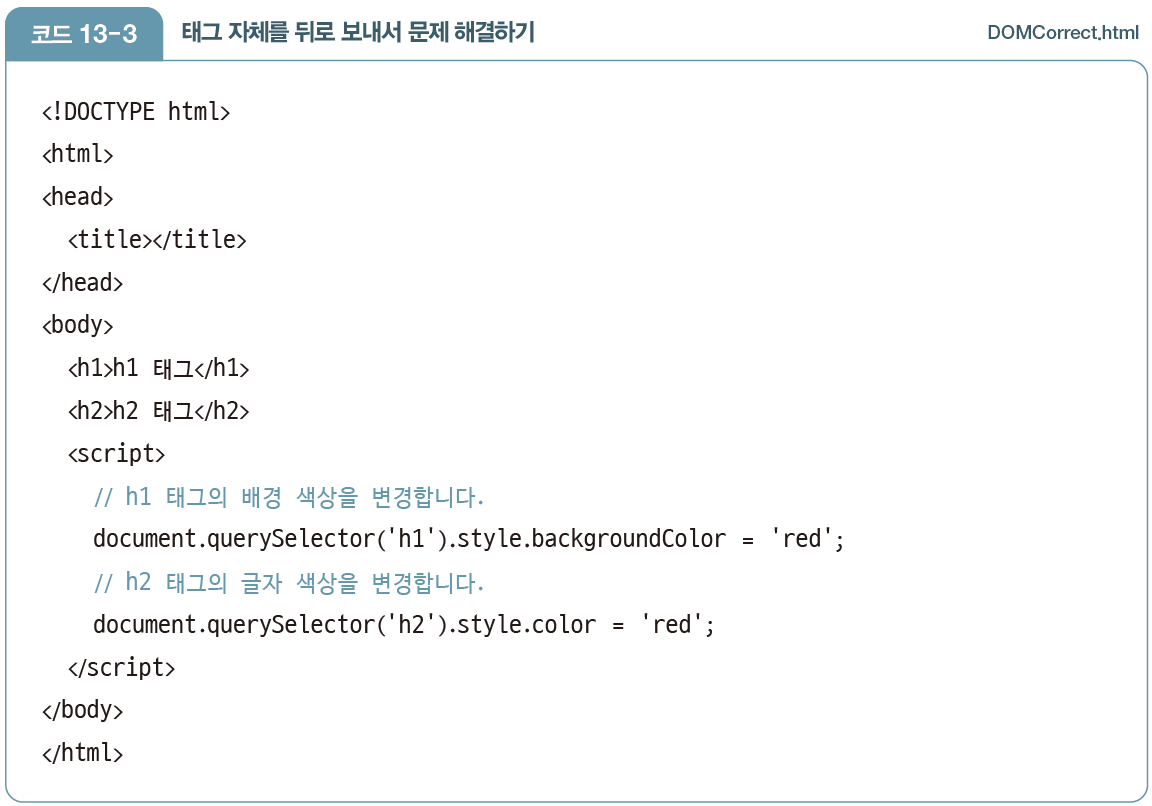 코드 13-3 태그 자체를 뒤로 보내서 문제 해결하기 DOMCorrect.html
<!DOCTYPE html>
<html>
<head>
  <title></title>
</head>
<body>
  <h1>h1 태그</h1>
  <h2>h2 태그</h2>
  <script>
    // h1 태그의 배경 색상을 변경합니다.
    document.querySelector('h1').style.backgroundColor = 'red';
    // h2 태그의 글자 색상을 변경합니다.
    document.querySelector('h2').style.color = 'red';
  </script>
</body>
</html>